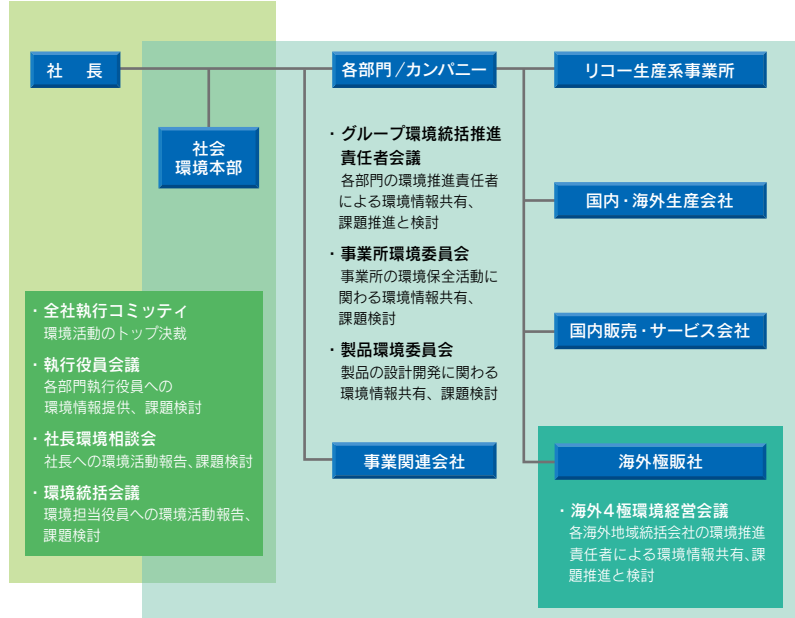 社　長
社会
環境本部
・全社執行コミッティ
環境活動のトップ決裁
・執行役員会議
各部門執行役員への
環境情報提供、課題検討
・社長環境相談会
社長への環境活動報告、課題検討
・環境統括会議
環境担当役員への環境活動報告、
課題検討
各部門/カンパニー
・グループ環境統括推進
責任者会議
各部門の環境推進責任者
による環境情報共有、
課題推進と検討
・事業所環境委員会
事業所の環境保全活動に
関わる環境情報共有、
課題検討
・製品環境委員会
製品の設計開発に関わる
環境情報共有、課題検討
事業関連会社
リコー生産系事業所
国内・海外生産会社
国内販売・サービス会社
海外極販社
・海外4極環境経営会議
各海外地域統括会社の環境推進
責任者による環境情報共有、課
題推進と検討